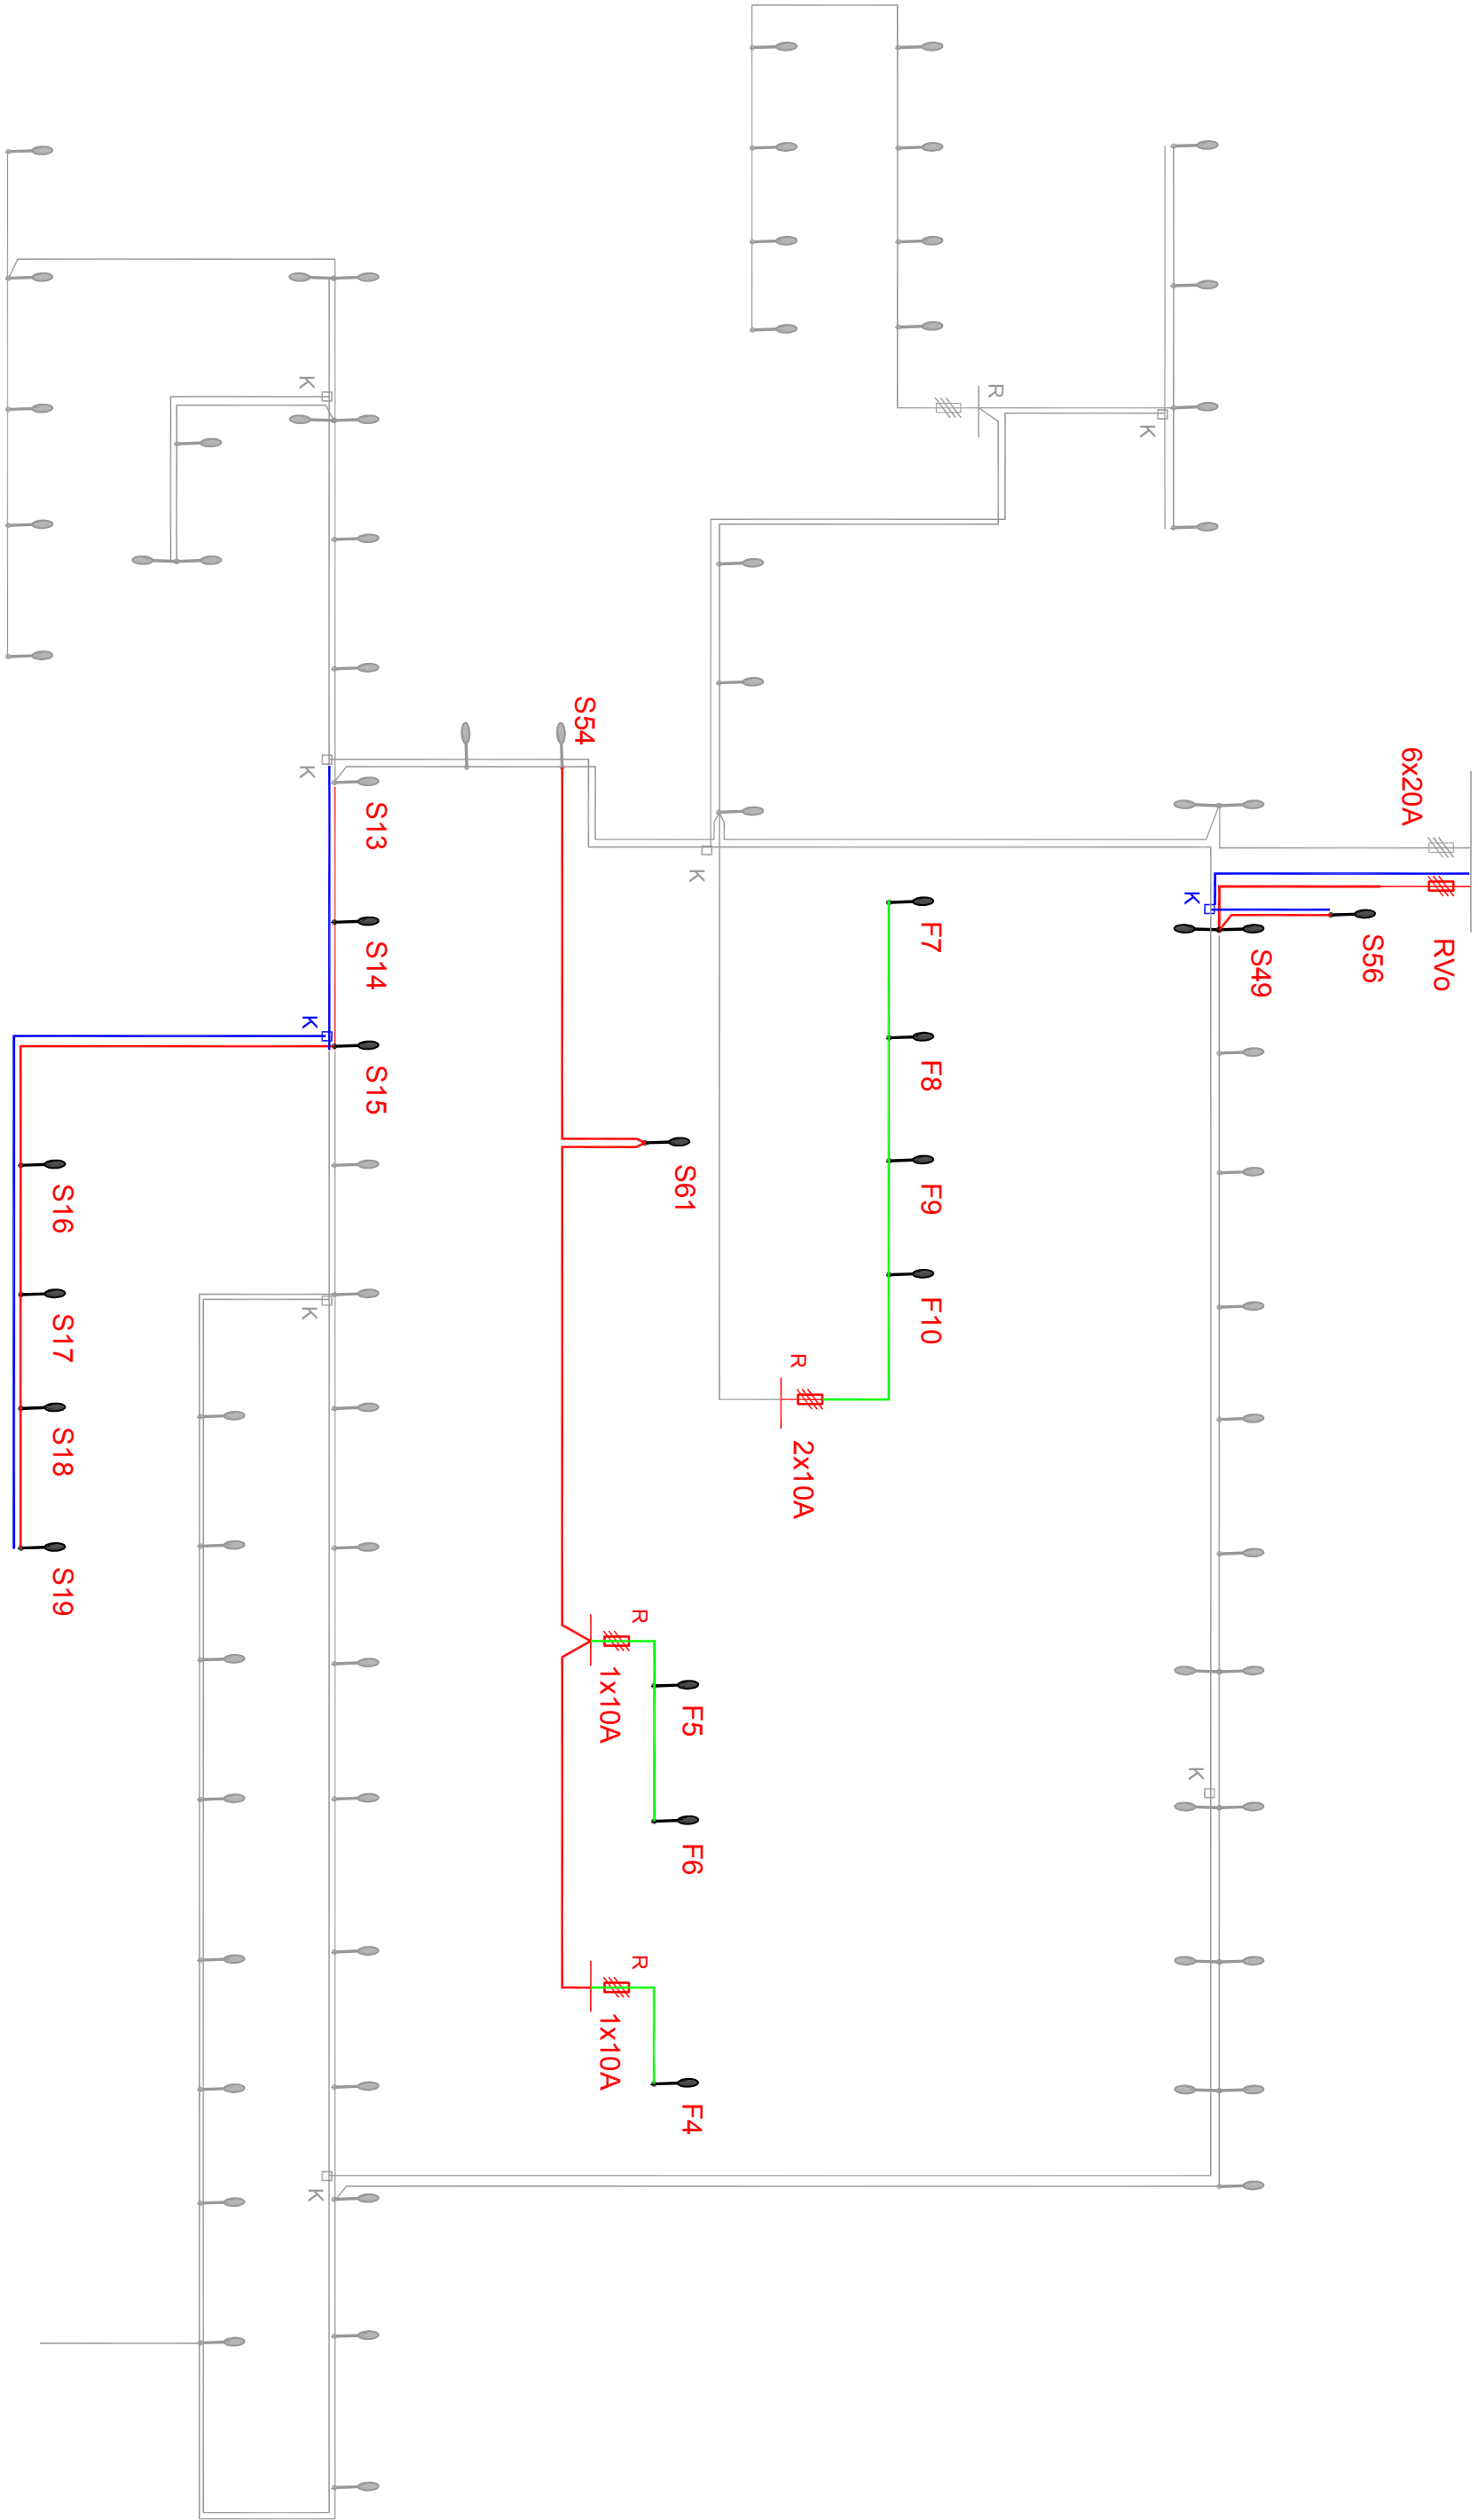 6x20A
RVo
S56
S49
K
K
K
R
F7
F8
F9
F10
R
2x10A
K
S61
F5
F6
F4
R
1x10A
R
1x10A
S54
S13
S14
S15
K
K
K
K
K
S16
S17
S18
S19